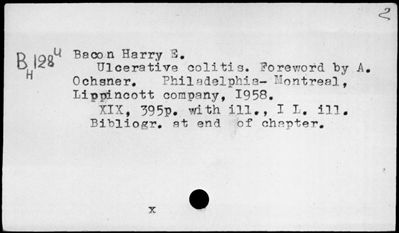 2
B 128 u
H
Bacon Harry E.
Ulcerative colitis. Foreword by A.
Ochsner. Philadelphia- Montreal,
Lippincott company, I958.
XIX, 395p. with ill., I L. ill.
Bibliogr. at end of chapter.
x